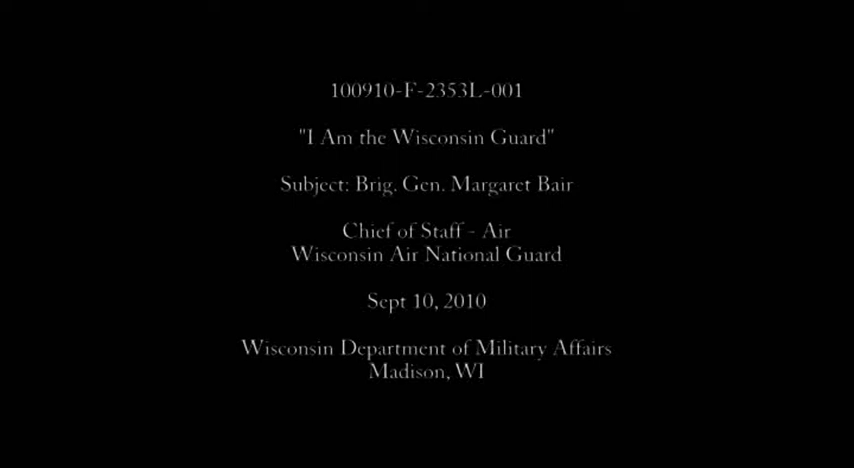 100910-F-2353L-001
"I Am the Wisconsin Guard"
Subject: Brig. Gen. Margaret Bair
Chief of Staff - Air
Wisconsin Air National Guard
Sept 10, 2010
Wisconsin Department of Military Affairs
Madison, WI